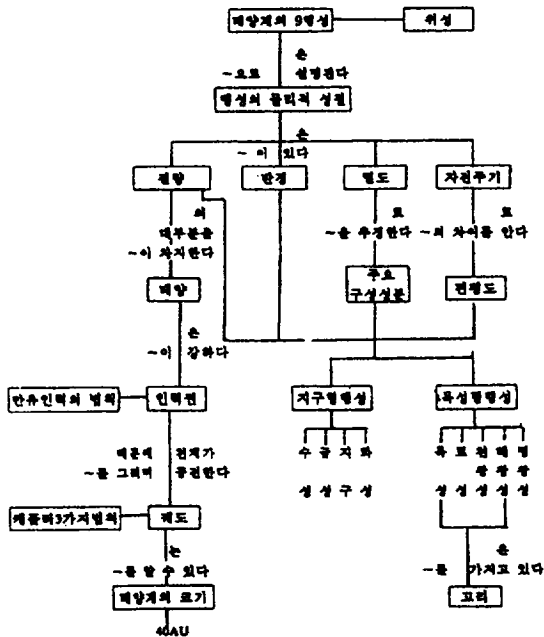 태양계의 9행성
위성
은
~으로 설명된다
행성의 물리적 성질
은
~이 있다
질량
반경
밀도
자전주기
의
대부분을
~이 차지한다
로
~을 추정한다
로
~의 차이를 안다
태양
주요
구성성분
편평도
은
~이 강하다
만유인력의 법칙
인력권
지구형행성
목성형행성
때문에 천체가
~를 그리며 공전한다
수 금 지 화
성 성 구 성
목 토 천 해 명
왕 왕 왕
성 성 성 성 성
케플러3가지법칙
궤도
는
~를 알 수 있다
은
~를 가지고 있다
태양계의 크기
고리
40AU